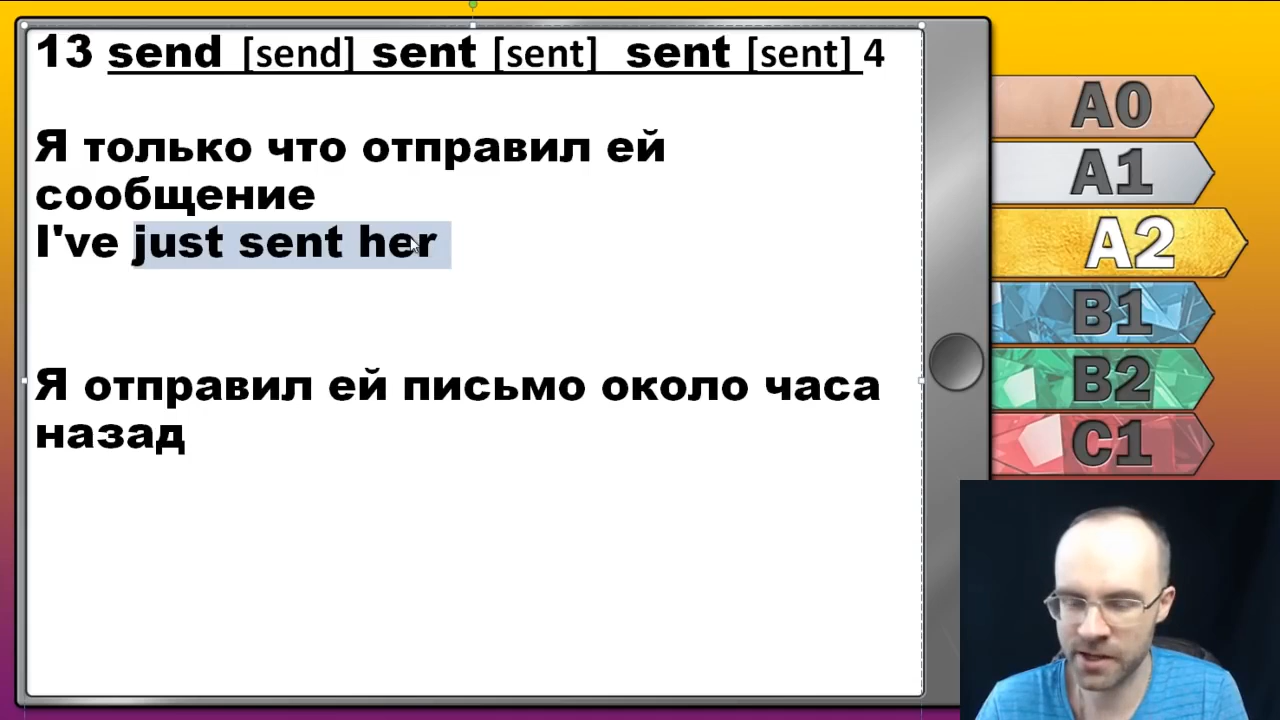 13 send [send] sent [sent] sent [sent] 4
Я только что отправил ей
сообщение
I've just sent her
Я отправил ей письмо около часа
назад
A0
A1
A2
B1
B2
C1